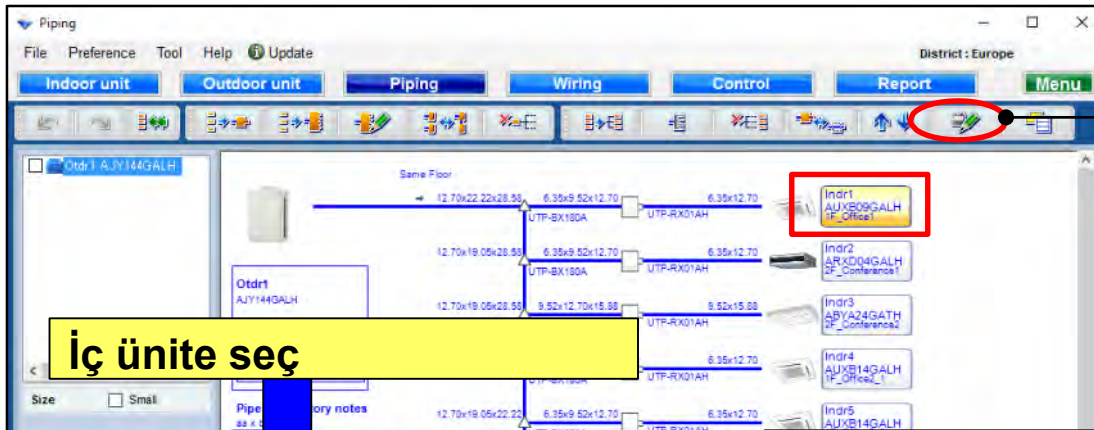 Piping
File Preference Tool Help Update District : Europe
Indoor unit Outdoor unit Piping Wiring Control Report Menu
Otdr1 AJY144GALH
Same Floor
12.70x22.22x28.58 6.35x9.52x12.70 6.35x12.70
UTP-BX180A UTP-RX01AH
Indr1
AUXB09GALH
1F_Office1
12.70x19.05x28.58 6.35x9.52x12.70 6.35x12.70
UTP-BX180A UTP-RX01AH
Indr2
ARXD04GALH
2F_Conference1
Otdr1
AJY144GALH
12.70x19.05x28.58 9.52x12.70x15.88 9.52x15.88
UTP-RX01AH
Indr3
ABYA24GATH
2F_Conference2
İç ünite seç
6.35x12.70
UTP-RX01AH
Indr4
AUXB14GALH
1F_Office2_1
Size Small
Pipe ory notes
12.70x19.05x22.22 6.35x9.52x12.70 6.35x12.70
Indr5
AUXB14GALH